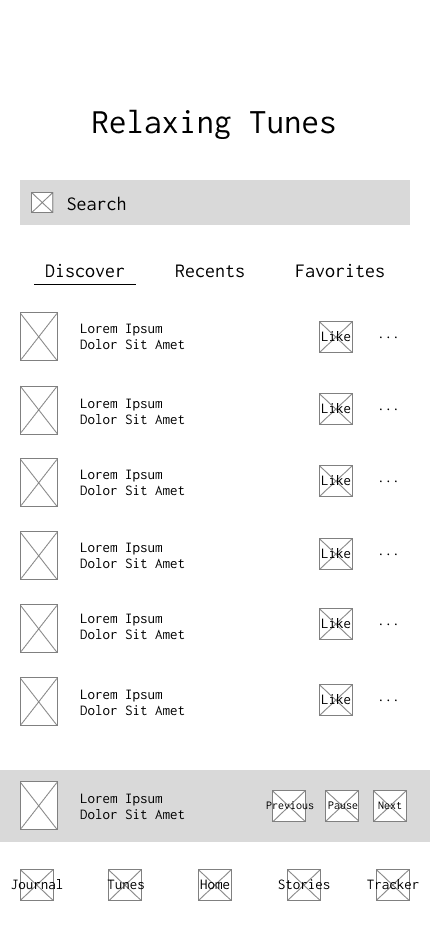 Relaxing Tunes
Search
Discover Recents Favorites
Lorem Ipsum
Dolor Sit Amet
Like ...
Lorem Ipsum
Dolor Sit Amet
Like ...
Lorem Ipsum
Dolor Sit Amet
Like ...
Lorem Ipsum
Dolor Sit Amet
Like ...
Lorem Ipsum
Dolor Sit Amet
Like ...
Lorem Ipsum
Dolor Sit Amet
Like ...
Lorem Ipsum
Dolor Sit Amet
Previous Pause Next
Journal Tunes Home Stories Tracker